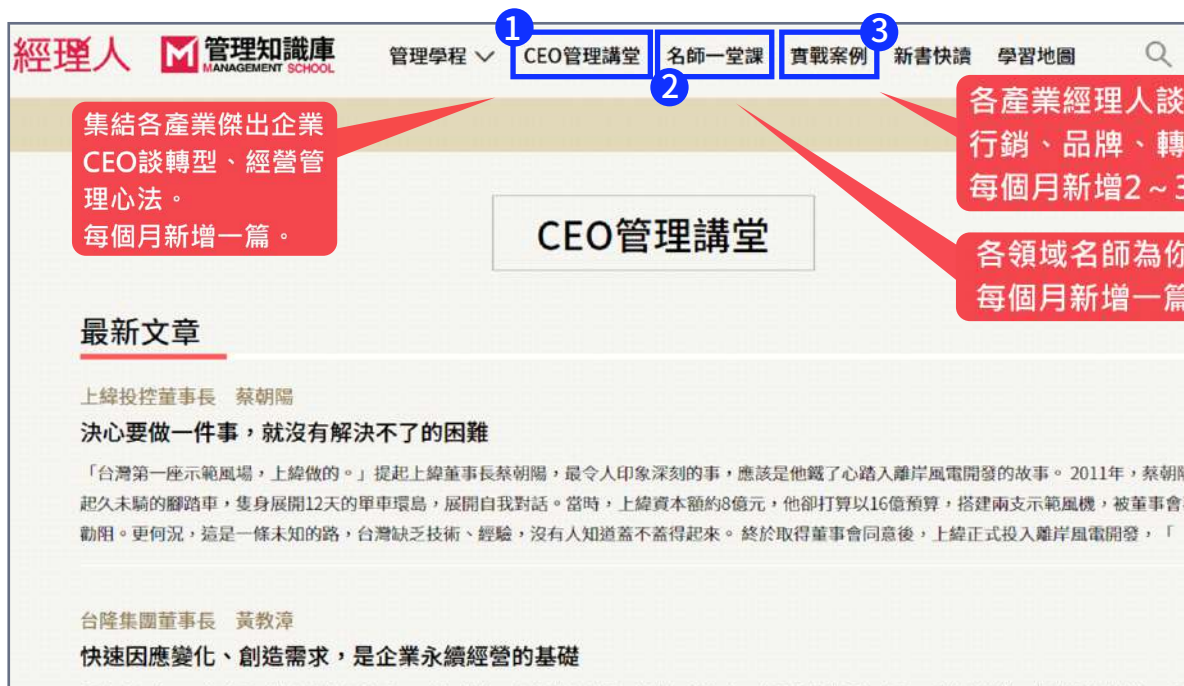 經理人 管理知識庫 MANAGEMENT SCHOOL 管理學程 CEO管理講堂 名師一堂課 實戰案例 新書快讀 學習地圖
1
2
3
集結各產業傑出企業
CEO談轉型、經營管
理心法。
每個月新增一篇。
各產業經理人談
行銷、品牌、轉
每個月新增2～3
各領域名師為你
每個月新增一篇
CEO管理講堂
最新文章
上緯投控董事長 蔡朝陽
決心要做一件事，就沒有解決不了的困難
「台灣第一座示範風場，上緯做的。」提起上緯董事長蔡朝陽，最令人印象深刻的事，應該是他鐵了心踏入離岸風電開發的故事。 2011年，蔡朝陽
起久未騎的腳踏車，隻身展開12天的單車環島，展開自我對話。當時，上緯資本額約8億元，他卻打算以16億預算，搭建兩支示範風機，被董事會
勸阻。更何況，這是一條未知的路，台灣缺乏技術、經驗，沒有人知道蓋不蓋得起來。 終於取得董事會同意後，上緯正式投入離岸風電開發，「
台隆集團董事長 黃教漳
快速因應變化、創造需求，是企業永續經營的基礎